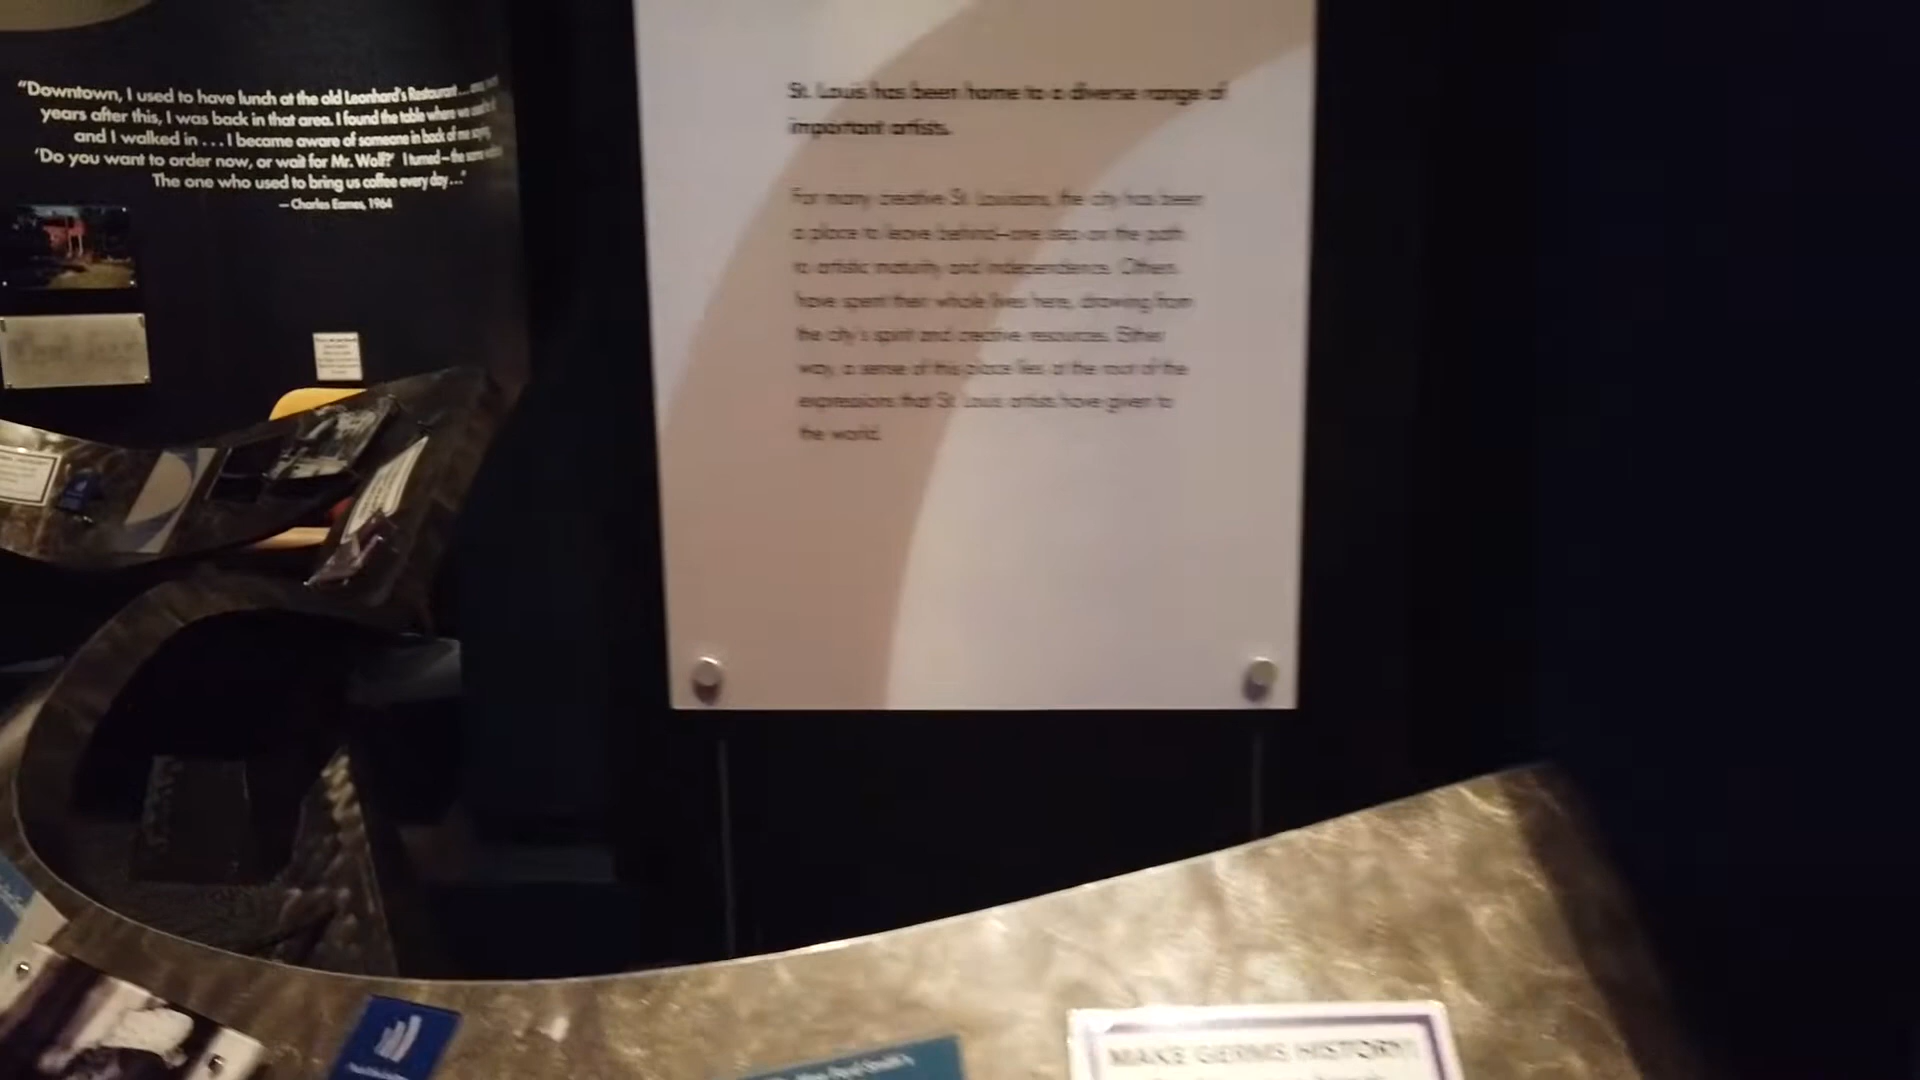 "Downtown, I used to have lunch at the old Leonhard's Restaurant...
years after this, I was back in that area. I found the table where we used to
and I walked in . . . I became aware of someone in back of me saying,
'Do you want to order now, or wait for Mr. Wolf?' I turned – the same
The one who used to bring us coffee every day..."
– Charles Eames, 1964
St. Louis has been home to a diverse range of
important artists.
For many creative St. Louisans, the city has been
a place to leave behind–one step on the path
to artistic maturity and independence. Others
have spent their whole lives here, drawing from
the city's spirit and creative resources. Either
way, a sense of this place lies at the root of the
expressions that St. Louis artists have given to
the world.
MAKE GERMS HISTORY!